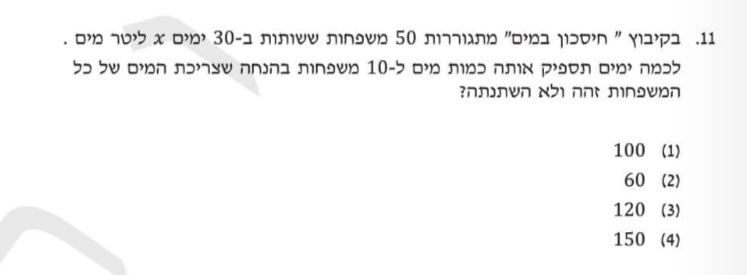 11. בקיבוץ " חיסכון במים" מתגוררות 50 משפחות ששותות ב-30 ימים x ליטר מים .
לכמה ימים תספיק אותה כמות מים ל-10 משפחות בהנחה שצריכת המים של כל
המשפחות זהה ולא השתנתה?
(1) 100
(2) 60
(3) 120
(4) 150